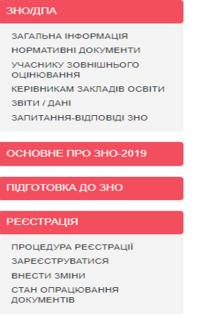 ЗНО/ДПА
ЗАГАЛЬНА ІНФОРМАЦІЯ
НОРМАТИВНІ ДОКУМЕНТИ
УЧАСНИКУ ЗОВНІШНЬОГО
ОЦІНЮВАННЯ
КЕРІВНИКАМ ЗАКЛАДІВ ОСВІТИ
ЗВІТИ / ДАНІ
ЗАПИТАННЯ-ВІДПОВІДІ ЗНО
ОСНОВНЕ ПРО ЗНО-2019
ПІДГОТОВКА ДО ЗНО
РЕЄСТРАЦІЯ
ПРОЦЕДУРА РЕЄСТРАЦІЇ
ЗАРЕЄСТРУВАТИСЯ
ВНЕСТИ ЗМІНИ
СТАН ОПРАЦЮВАННЯ
ДОКУМЕНТІВ